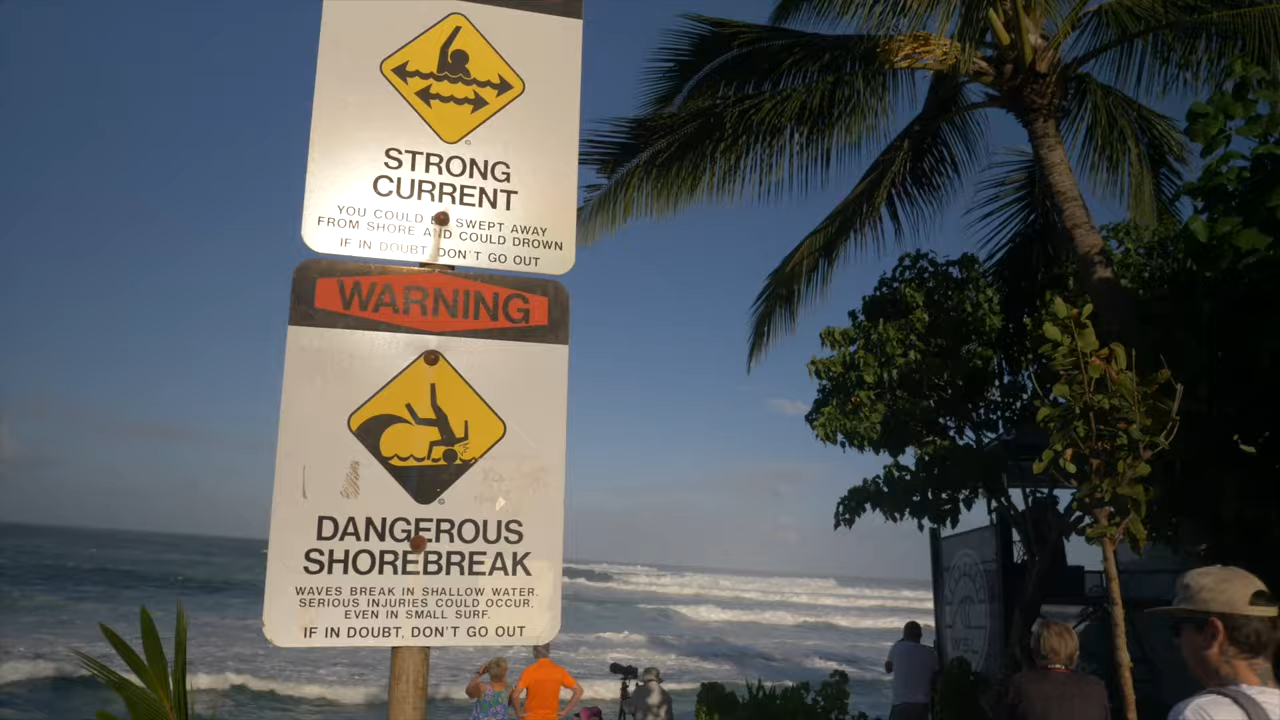 STRONG
CURRENT
YOU COULD BE SWEPT AWAY
FROM SHORE AND COULD DROWN
IF IN DOUBT, DON'T GO OUT
WARNING
DANGEROUS
SHOREBREAK
WAVES BREAK IN SHALLOW WATER.
SERIOUS INJURIES COULD OCCUR,
EVEN IN SMALL SURF.
IF IN DOUBT, DON'T GO OUT